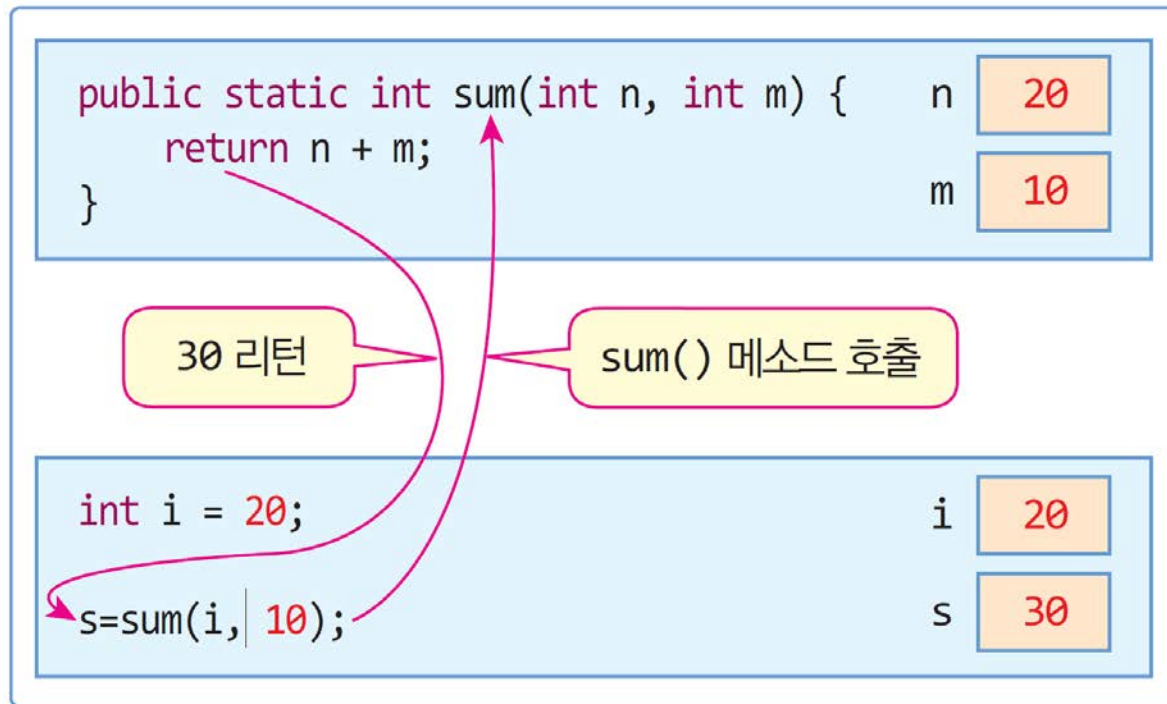 public static int sum(int n, int m) {
n 20
return n + m;
m 10
}
30 리턴
sum() 메소드 호출
int i = 20;
i 20
s=sum(i, 10);
s 30